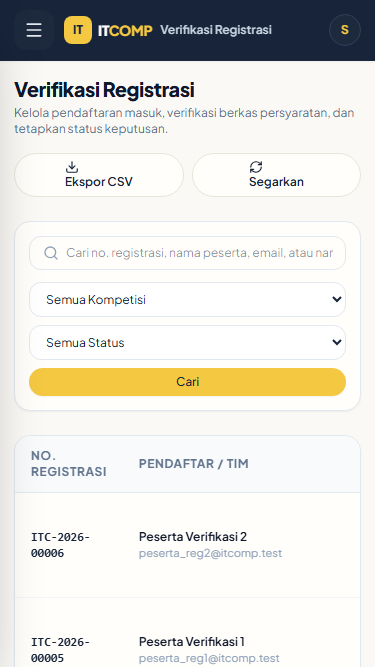 IT ITCOMP Verifikasi Registrasi S
Verifikasi Registrasi
Kelola pendaftaran masuk, verifikasi berkas persyaratan, dan
tetapkan status keputusan.
Ekspor CSV
Segarkan
Cari no. registrasi, nama peserta, email, atau nar
Semua Kompetisi
Semua Status
Cari
NO.
REGISTRASI
PENDAFTAR / TIM
ITC-2026-
00006
Peserta Verifikasi 2
peserta_reg2@itcomp.test
ITC-2026-
00005
Peserta Verifikasi 1
peserta_reg1@itcomp.test